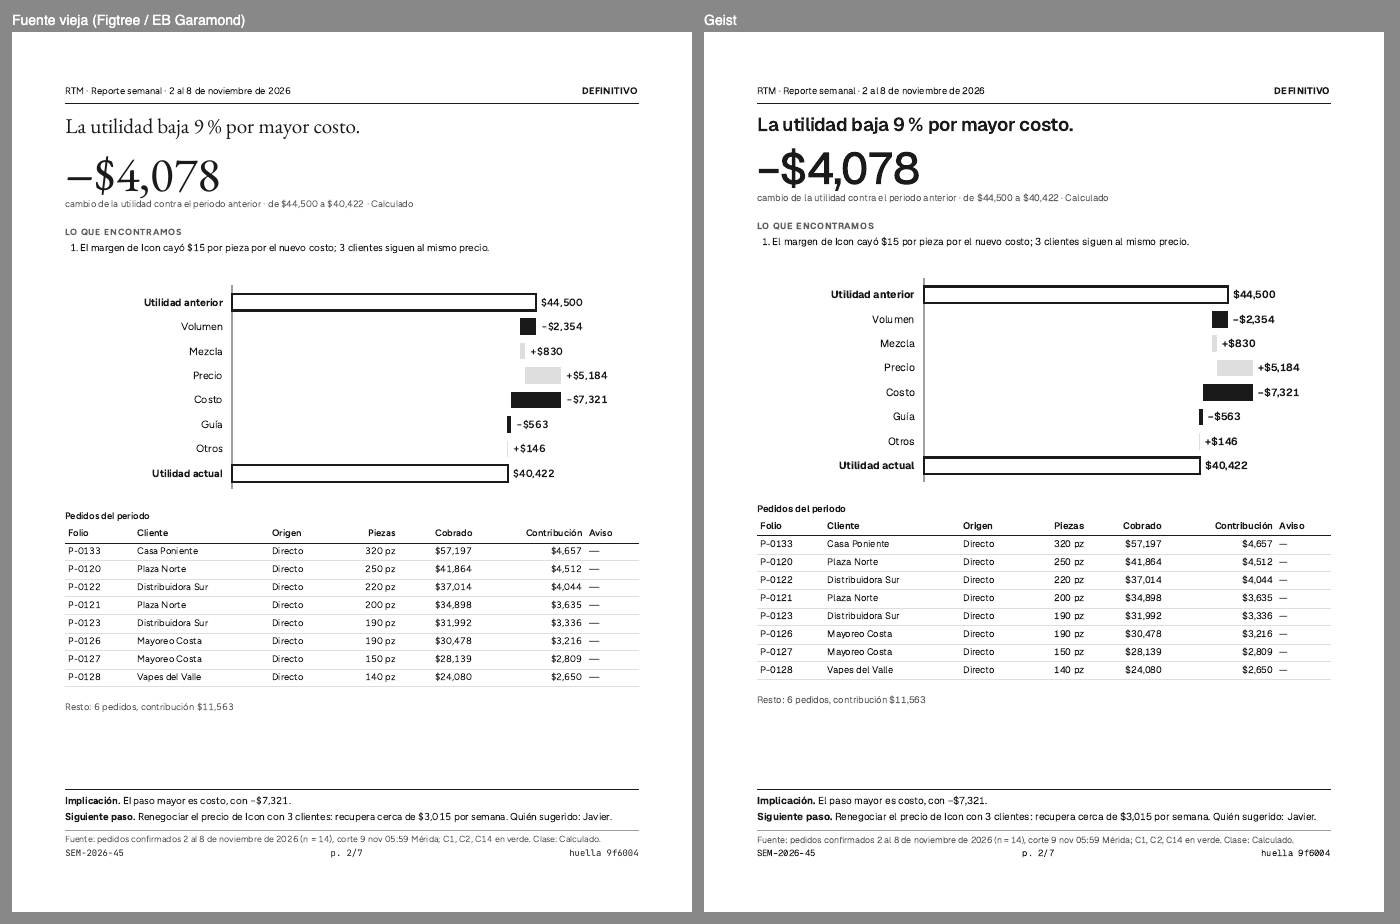 Fuente vieja (Figtree / EB Garamond)
RTM · Reporte semanal · 2 al 8 de noviembre de 2026 DEFINITIVO
La utilidad baja 9 % por mayor costo.
−$4,078
cambio de la utilidad contra el periodo anterior · de $44,500 a $40,422 · Calculado
LO QUE ENCONTRAMOS
1. El margen de Icon cayó $15 por pieza por el nuevo costo; 3 clientes siguen al mismo precio.
Utilidad anterior $44,500
Volumen −$2,354
Mezcla +$830
Precio +$5,184
Costo −$7,321
Guía −$563
Otros +$146
Utilidad actual $40,422
Pedidos del periodo
Folio Cliente Origen Piezas Cobrado Contribución Aviso
P-0133 Casa Poniente Directo 320 pz $57,197 $4,657 —
P-0120 Plaza Norte Directo 250 pz $41,864 $4,512 —
P-0122 Distribuidora Sur Directo 220 pz $37,014 $4,044 —
P-0121 Plaza Norte Directo 200 pz $34,898 $3,635 —
P-0123 Distribuidora Sur Directo 190 pz $31,992 $3,336 —
P-0126 Mayoreo Costa Directo 190 pz $30,478 $3,216 —
P-0127 Mayoreo Costa Directo 150 pz $28,139 $2,809 —
P-0128 Vapes del Valle Directo 140 pz $24,080 $2,650 —
Resto: 6 pedidos, contribución $11,563
Implicación. El paso mayor es costo, con −$7,321.
Siguiente paso. Renegociar el precio de Icon con 3 clientes: recupera cerca de $3,015 por semana. Quién sugerido: Javier.
Fuente: pedidos confirmados 2 al 8 de noviembre de 2026 (n = 14), corte 9 nov 05:59 Mérida; C1, C2, C14 en verde. Clase: Calculado.
SEM-2026-45 p. 2/7 huella 9f6004
Geist
RTM · Reporte semanal · 2 al 8 de noviembre de 2026 DEFINITIVO
La utilidad baja 9 % por mayor costo.
−$4,078
cambio de la utilidad contra el periodo anterior · de $44,500 a $40,422 · Calculado
LO QUE ENCONTRAMOS
1. El margen de Icon cayó $15 por pieza por el nuevo costo; 3 clientes siguen al mismo precio.
Utilidad anterior $44,500
Volumen −$2,354
Mezcla +$830
Precio +$5,184
Costo −$7,321
Guía −$563
Otros +$146
Utilidad actual $40,422
Pedidos del periodo
Folio Cliente Origen Piezas Cobrado Contribución Aviso
P-0133 Casa Poniente Directo 320 pz $57,197 $4,657 —
P-0120 Plaza Norte Directo 250 pz $41,864 $4,512 —
P-0122 Distribuidora Sur Directo 220 pz $37,014 $4,044 —
P-0121 Plaza Norte Directo 200 pz $34,898 $3,635 —
P-0123 Distribuidora Sur Directo 190 pz $31,992 $3,336 —
P-0126 Mayoreo Costa Directo 190 pz $30,478 $3,216 —
P-0127 Mayoreo Costa Directo 150 pz $28,139 $2,809 —
P-0128 Vapes del Valle Directo 140 pz $24,080 $2,650 —
Resto: 6 pedidos, contribución $11,563
Implicación. El paso mayor es costo, con −$7,321.
Siguiente paso. Renegociar el precio de Icon con 3 clientes: recupera cerca de $3,015 por semana. Quién sugerido: Javier.
Fuente: pedidos confirmados 2 al 8 de noviembre de 2026 (n = 14), corte 9 nov 05:59 Mérida; C1, C2, C14 en verde. Clase: Calculado.
SEM-2026-45 p. 2/7 huella 9f6004